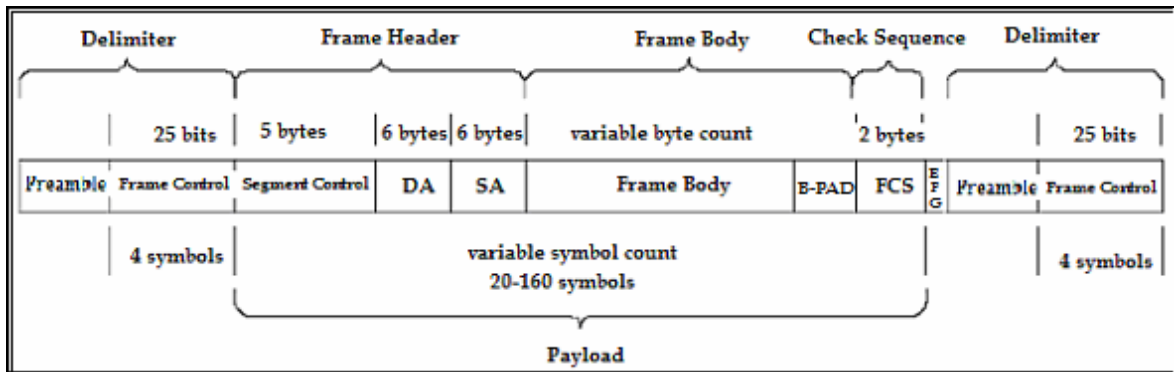 Delimiter Frame Header Frame Body Check Sequence Delimiter
25 bits 5 bytes 6 bytes 6 bytes variable byte count 2 bytes 25 bits
Preamble Frame Control Segment Control DA SA Frame Body B-PAD FCS EFG Preamble Frame Control
4 symbols variable symbol count 4 symbols
20-160 symbols
Payload